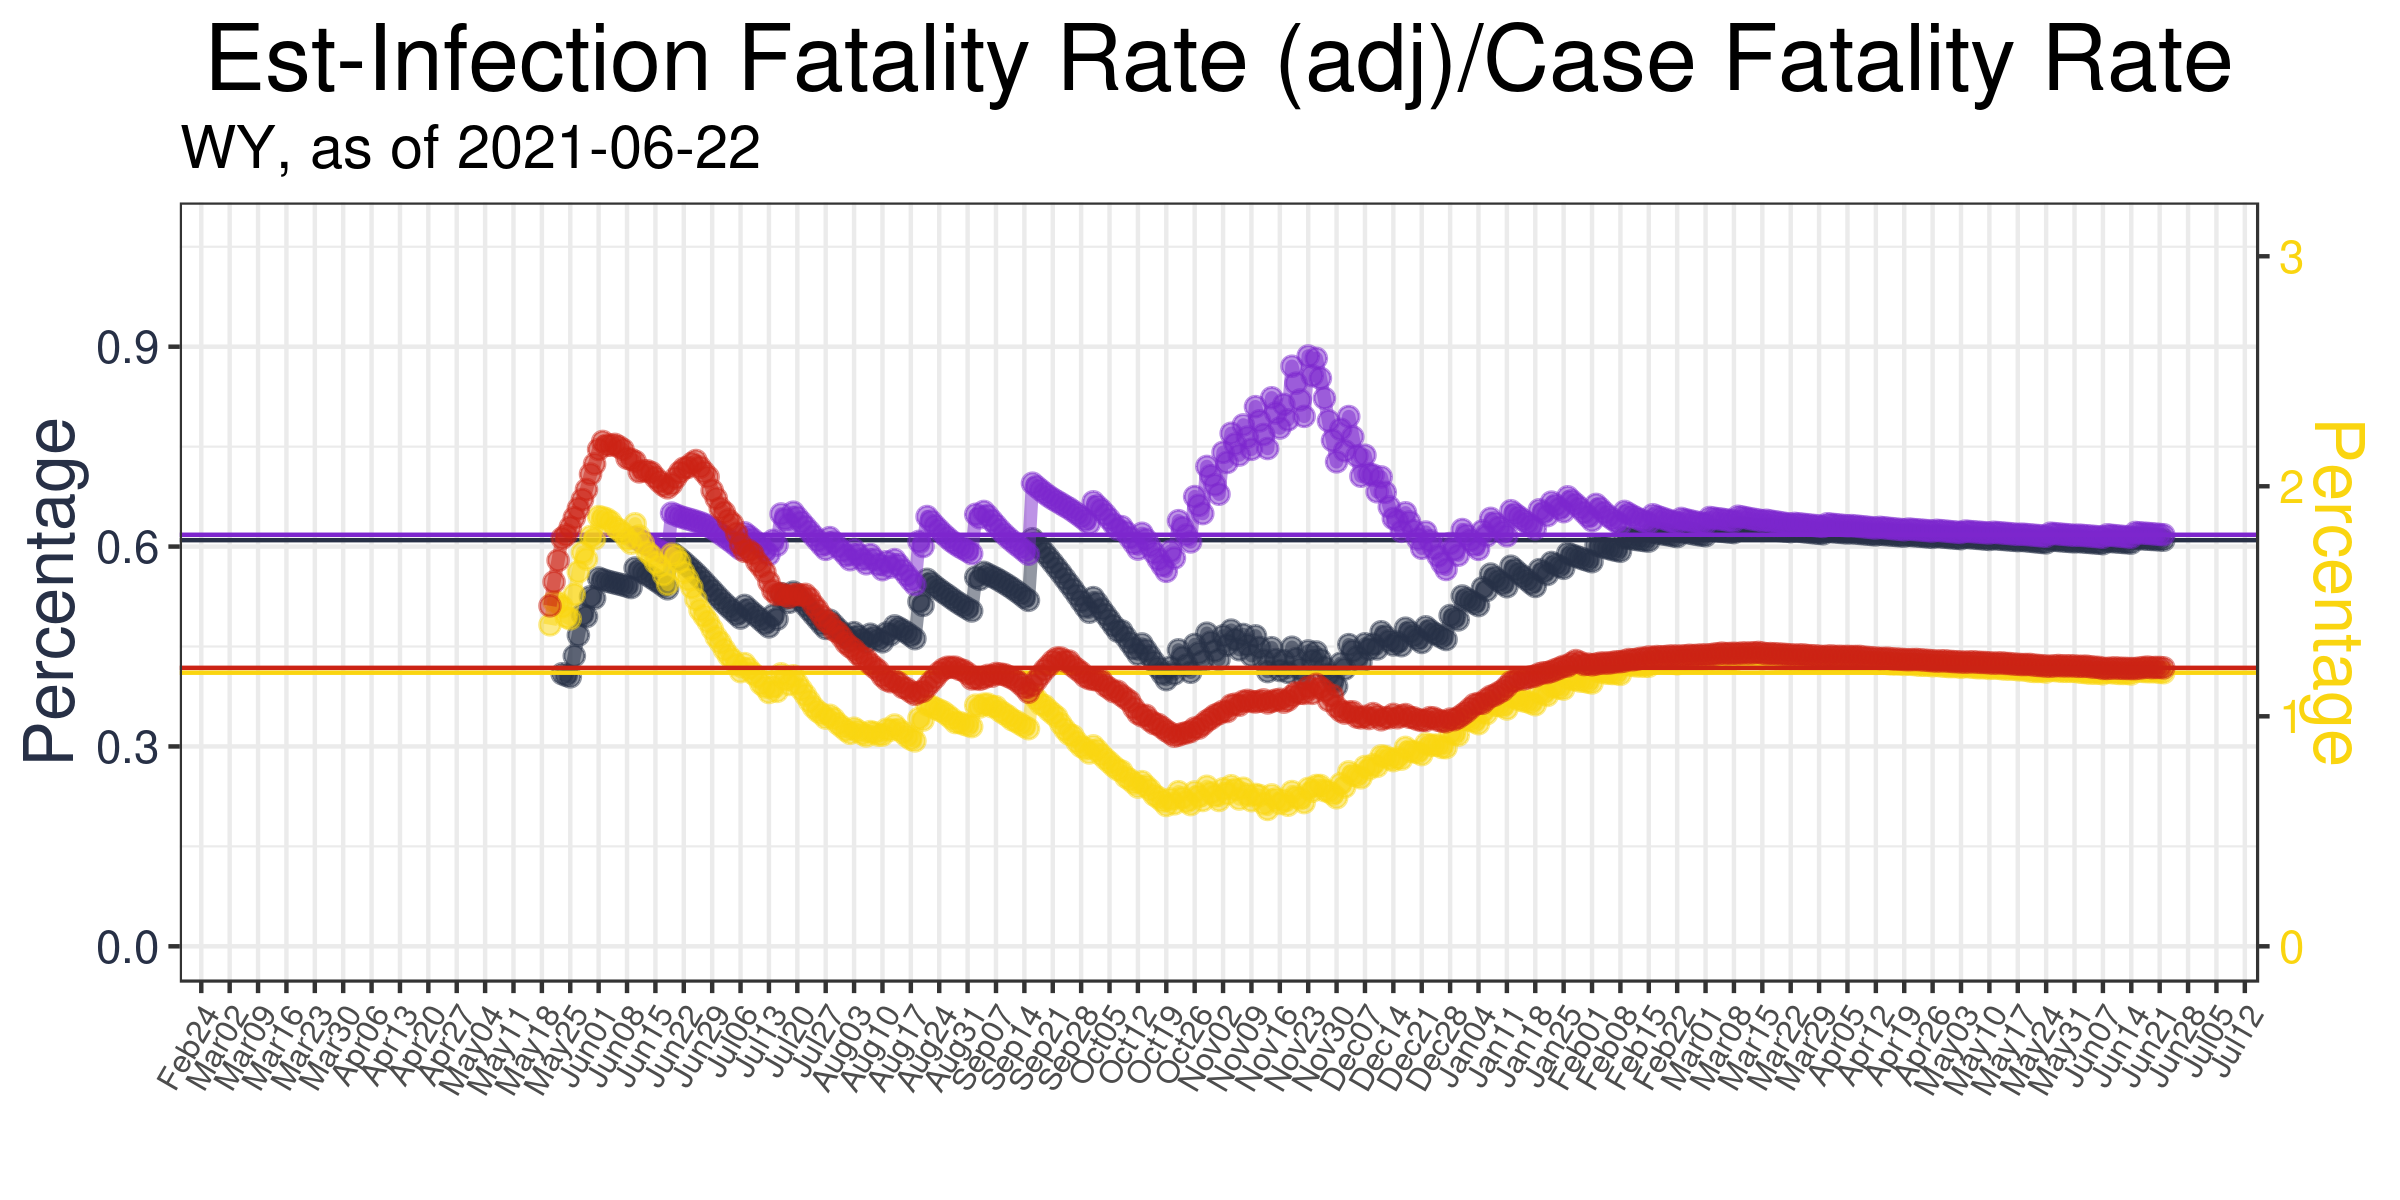 Est-Infection Fatality Rate (adj)/Case Fatality Rate
WY, as of 2021-06-22
Percentage
0.9
0.6
0.3
0.0
3
2
1
0
Percentage
Feb24
Mar02
Mar09
Mar16
Mar23
Mar30
Apr06
Apr13
Apr20
Apr27
May04
May11
May18
May25
Jun01
Jun08
Jun15
Jun22
Jun29
Jul06
Jul13
Jul20
Jul27
Aug03
Aug10
Aug17
Aug24
Aug31
Sep07
Sep14
Sep21
Sep28
Oct05
Oct12
Oct19
Oct26
Nov02
Nov09
Nov16
Nov23
Nov30
Dec07
Dec14
Dec21
Dec28
Jan04
Jan11
Jan18
Jan25
Feb01
Feb08
Feb15
Feb22
Mar01
Mar08
Mar15
Mar22
Mar29
Apr05
Apr12
Apr19
Apr26
May03
May10
May17
May24
May31
Jun07
Jun14
Jun21
Jun28
Jul05
Jul12